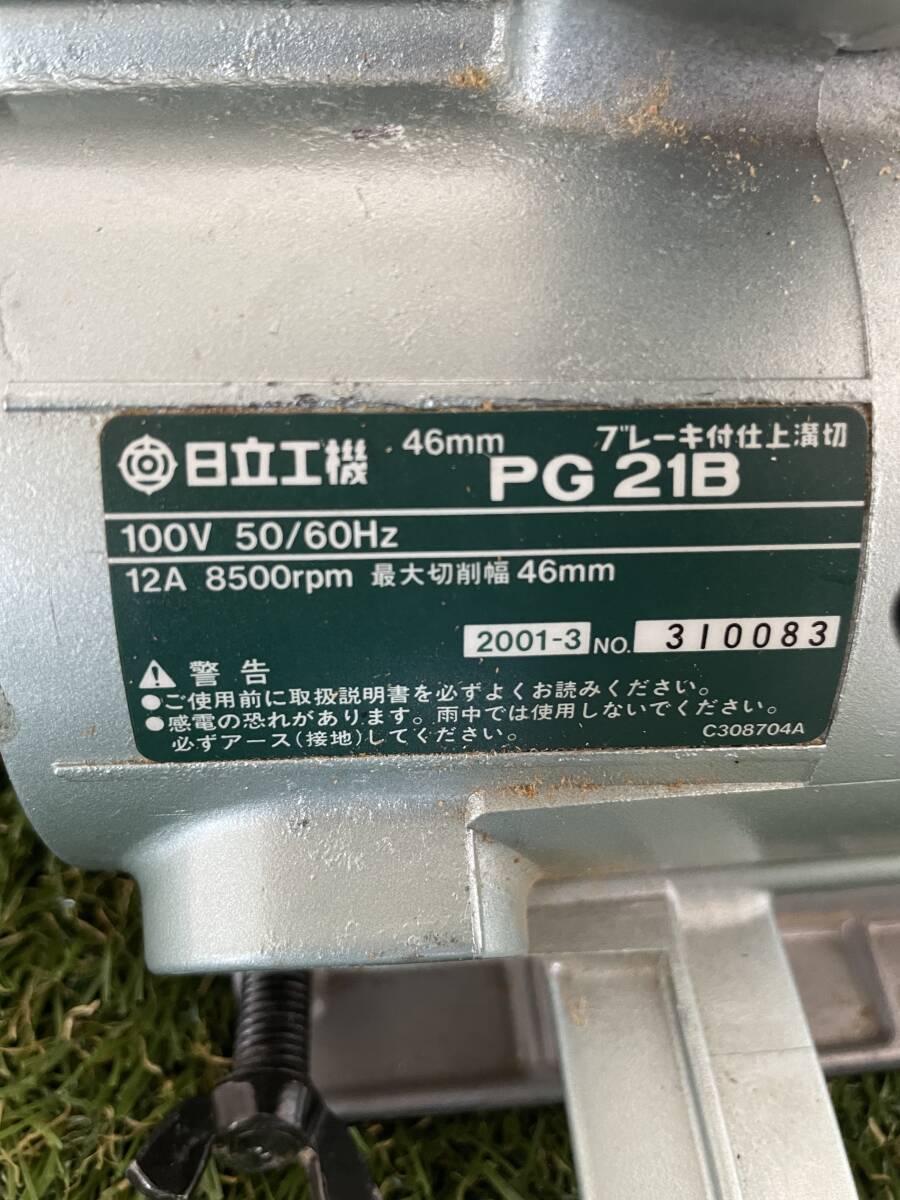 日立工機 46mm ブレーキ付仕上溝切
PG 21B
100V 50/60Hz
12A 8500rpm 最大切削幅 46mm
2001-3 NO. 310083
警告
●ご使用前に取扱説明書を必ずよくお読みください。
●感電の恐れがあります。雨中では使用しないでください。
必ずアース(接地)してください。
C308704A